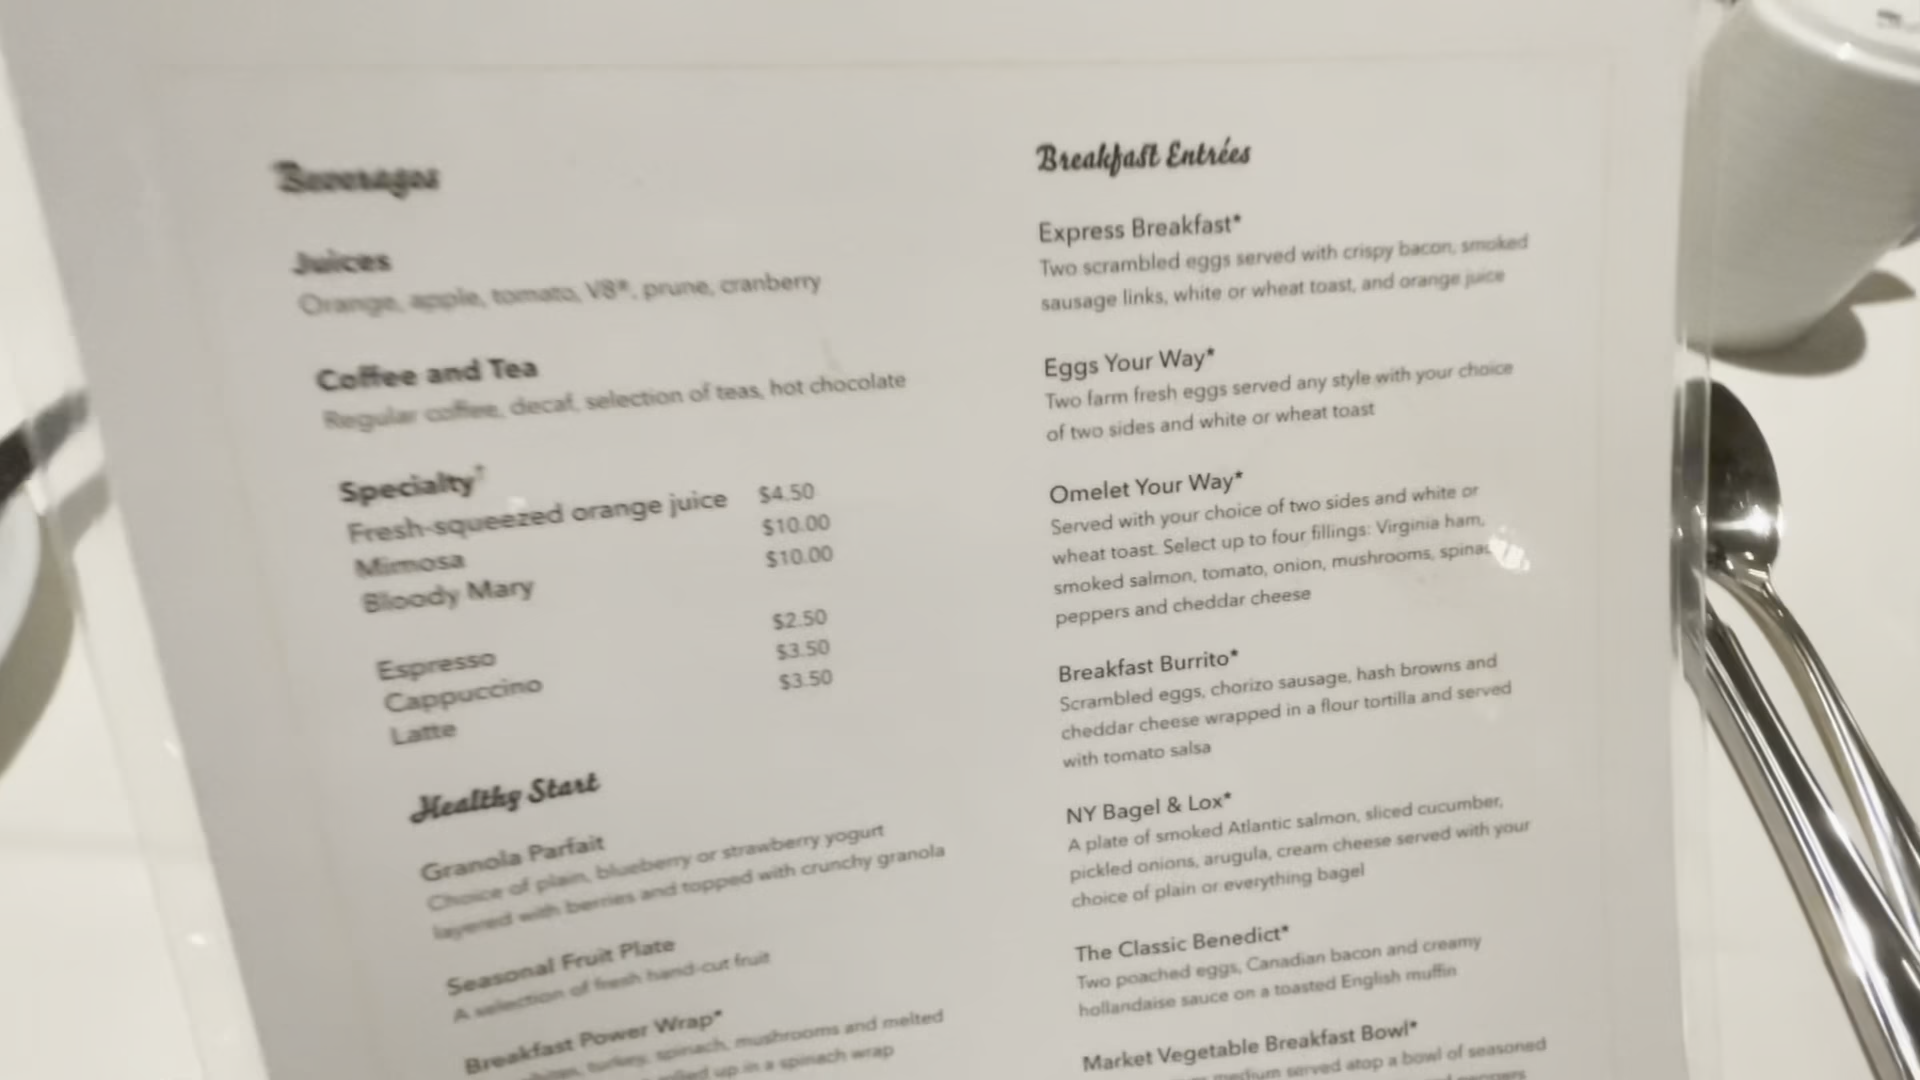 Beverages
Juices
Orange, apple, tomato, V8®, prune, cranberry
Coffee and Tea
Regular coffee, decaf, selection of teas, hot chocolate
Specialty†
Fresh-squeezed orange juice $4.50
Mimosa $10.00
Bloody Mary $10.00
Espresso $2.50
Cappuccino $3.50
Latte $3.50
Healthy Start
Granola Parfait
Choice of plain, blueberry or strawberry yogurt
layered with berries and topped with crunchy granola
Seasonal Fruit Plate
A selection of fresh hand-cut fruit
Breakfast Power Wrap*
turkey, spinach, mushrooms and melted
up in a spinach wrap
Breakfast Entrées
Express Breakfast*
Two scrambled eggs served with crispy bacon, smoked
sausage links, white or wheat toast, and orange juice
Eggs Your Way*
Two farm fresh eggs served any style with your choice
of two sides and white or wheat toast
Omelet Your Way*
Served with your choice of two sides and white or
wheat toast. Select up to four fillings: Virginia ham,
smoked salmon, tomato, onion, mushrooms,
peppers and cheddar cheese
Breakfast Burrito*
Scrambled eggs, chorizo sausage, hash browns and
cheddar cheese wrapped in a flour tortilla and served
with tomato salsa
NY Bagel & Lox*
A plate of smoked Atlantic salmon, sliced cucumber,
pickled onions, arugula, cream cheese served with your
choice of plain or everything bagel
The Classic Benedict*
Two poached eggs, Canadian bacon and creamy
hollandaise sauce on a toasted English muffin
Market Vegetable Breakfast Bowl*
medium served atop a bowl of seasoned